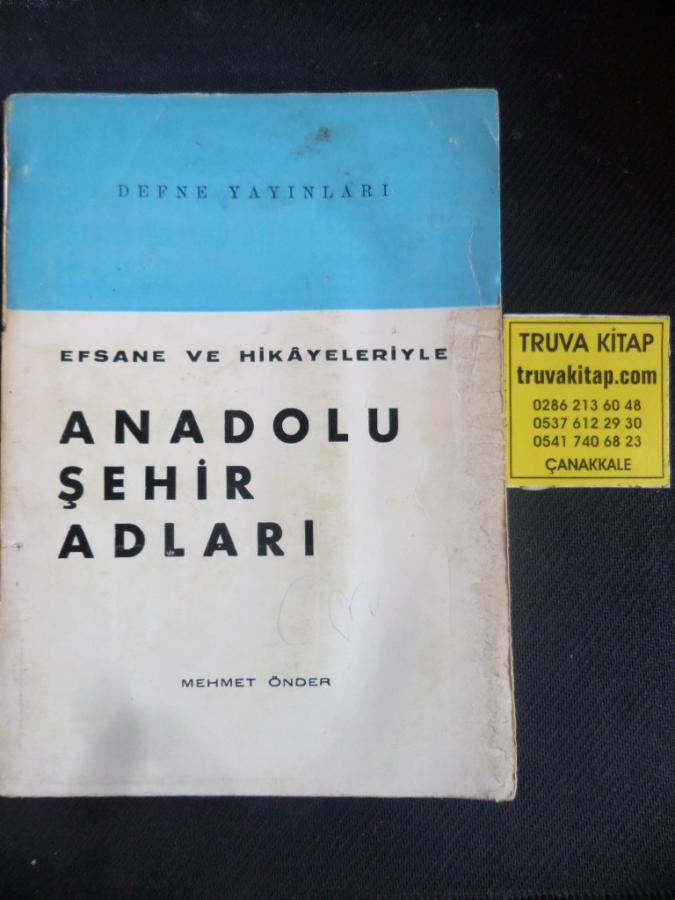 DEFNE YAYINLARI
EFSANE VE HİKÂYELERİYLE
ANADOLU
ŞEHİR
ADLARI
MEHMET ÖNDER
TRUVA KİTAP
truvakitap.com
0286 213 60 48
0537 612 29 30
0541 740 68 23
ÇANAKKALE